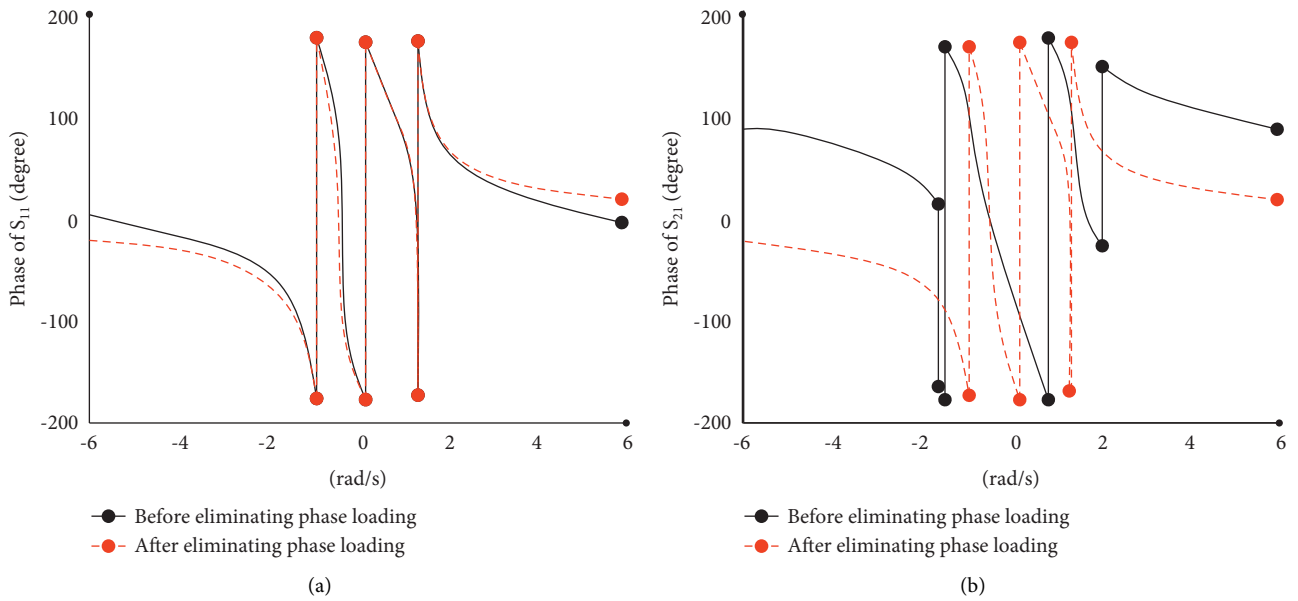 200
100
0
-100
-200
Phase of S11 (degree)
-6 -4 -2 0 2 4 6
(rad/s)
Before eliminating phase loading
After eliminating phase loading
(a)
200
100
0
-100
-200
Phase of S21 (degree)
-6 -4 -2 0 2 4 6
(rad/s)
Before eliminating phase loading
After eliminating phase loading
(b)